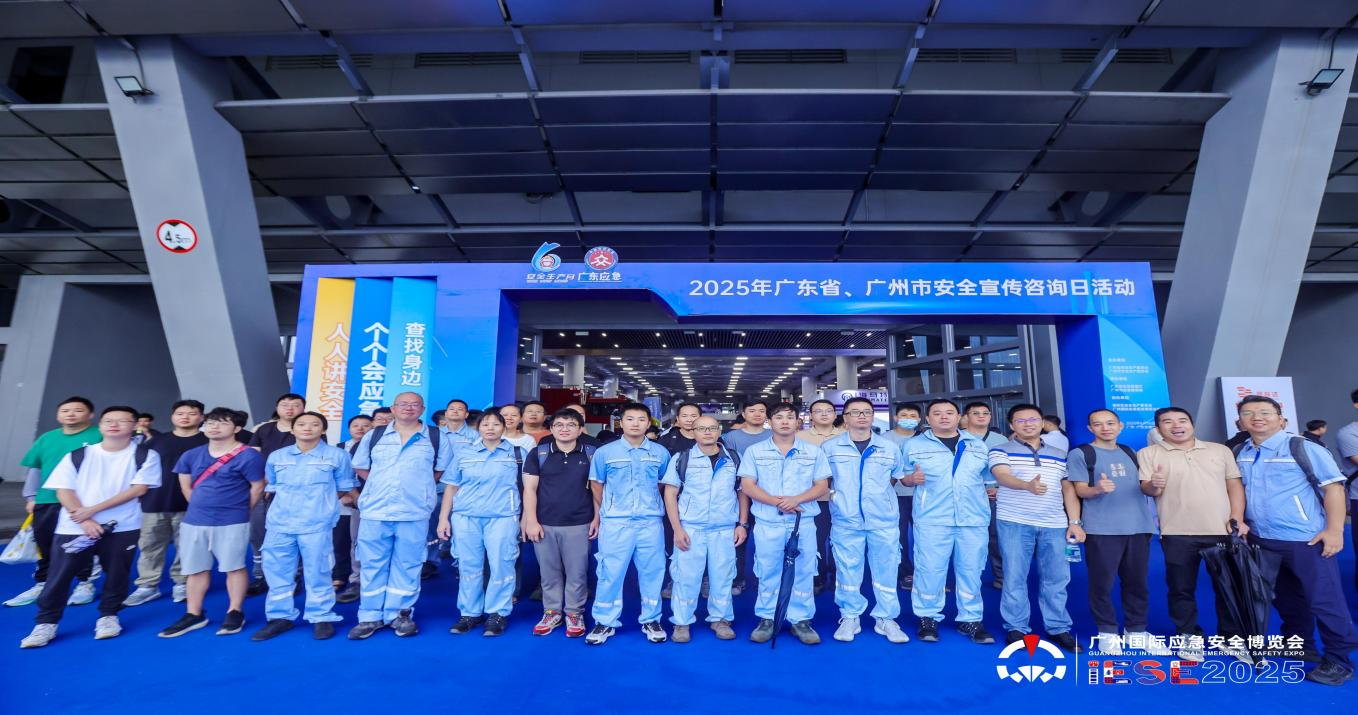 4.5m
安全生产月
广东应急
2025年广东省、广州市安全宣传咨询日活动
人人讲安全
个个会应急
查找身边
广州国际应急安全博览会
GUANGZHOU INTERNATIONAL EMERGENCY SAFETY EXPO
IESE2025